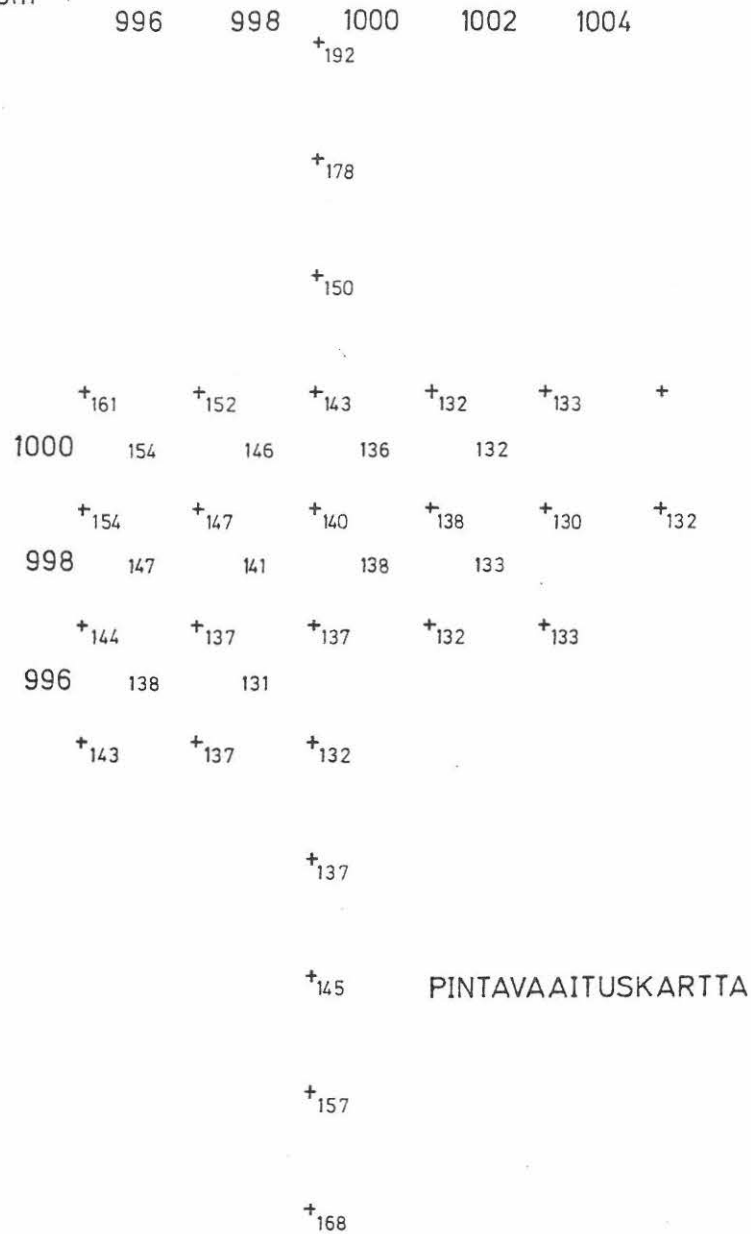 996 998 1000 1002 1004
+192
+178
+150
+161 +152 +143 +132 +133 +
1000 154 146 136 132
+154 +147 +140 +138 +130 +132
998 147 141 138 133
+144 +137 +137 +132 +133
996 138 131
+143 +137 +132
+137
+145 PINTAVAAITUSKARTTA
+157
+168